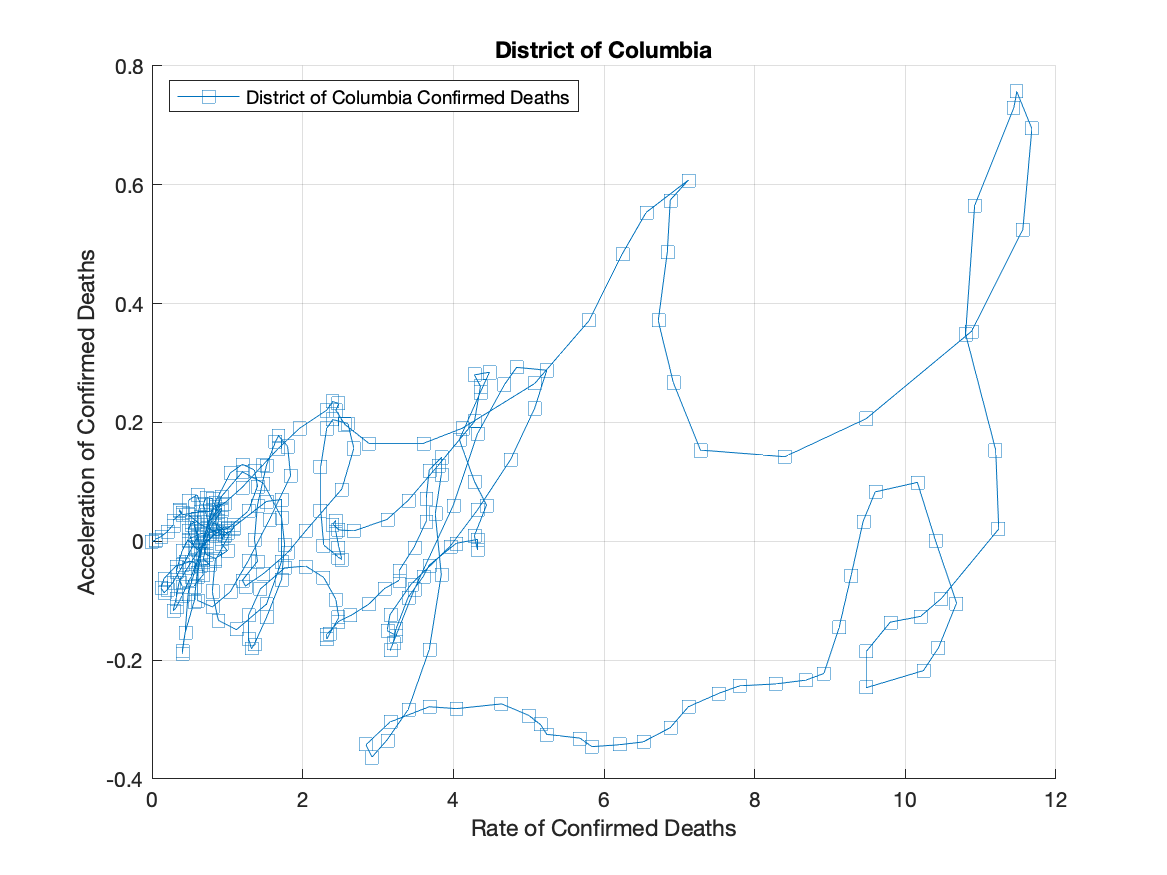 District of Columbia
District of Columbia Confirmed Deaths
0.8
0.6
0.4
0.2
0
-0.2
-0.4
Acceleration of Confirmed Deaths
0 2 4 6 8 10 12
Rate of Confirmed Deaths